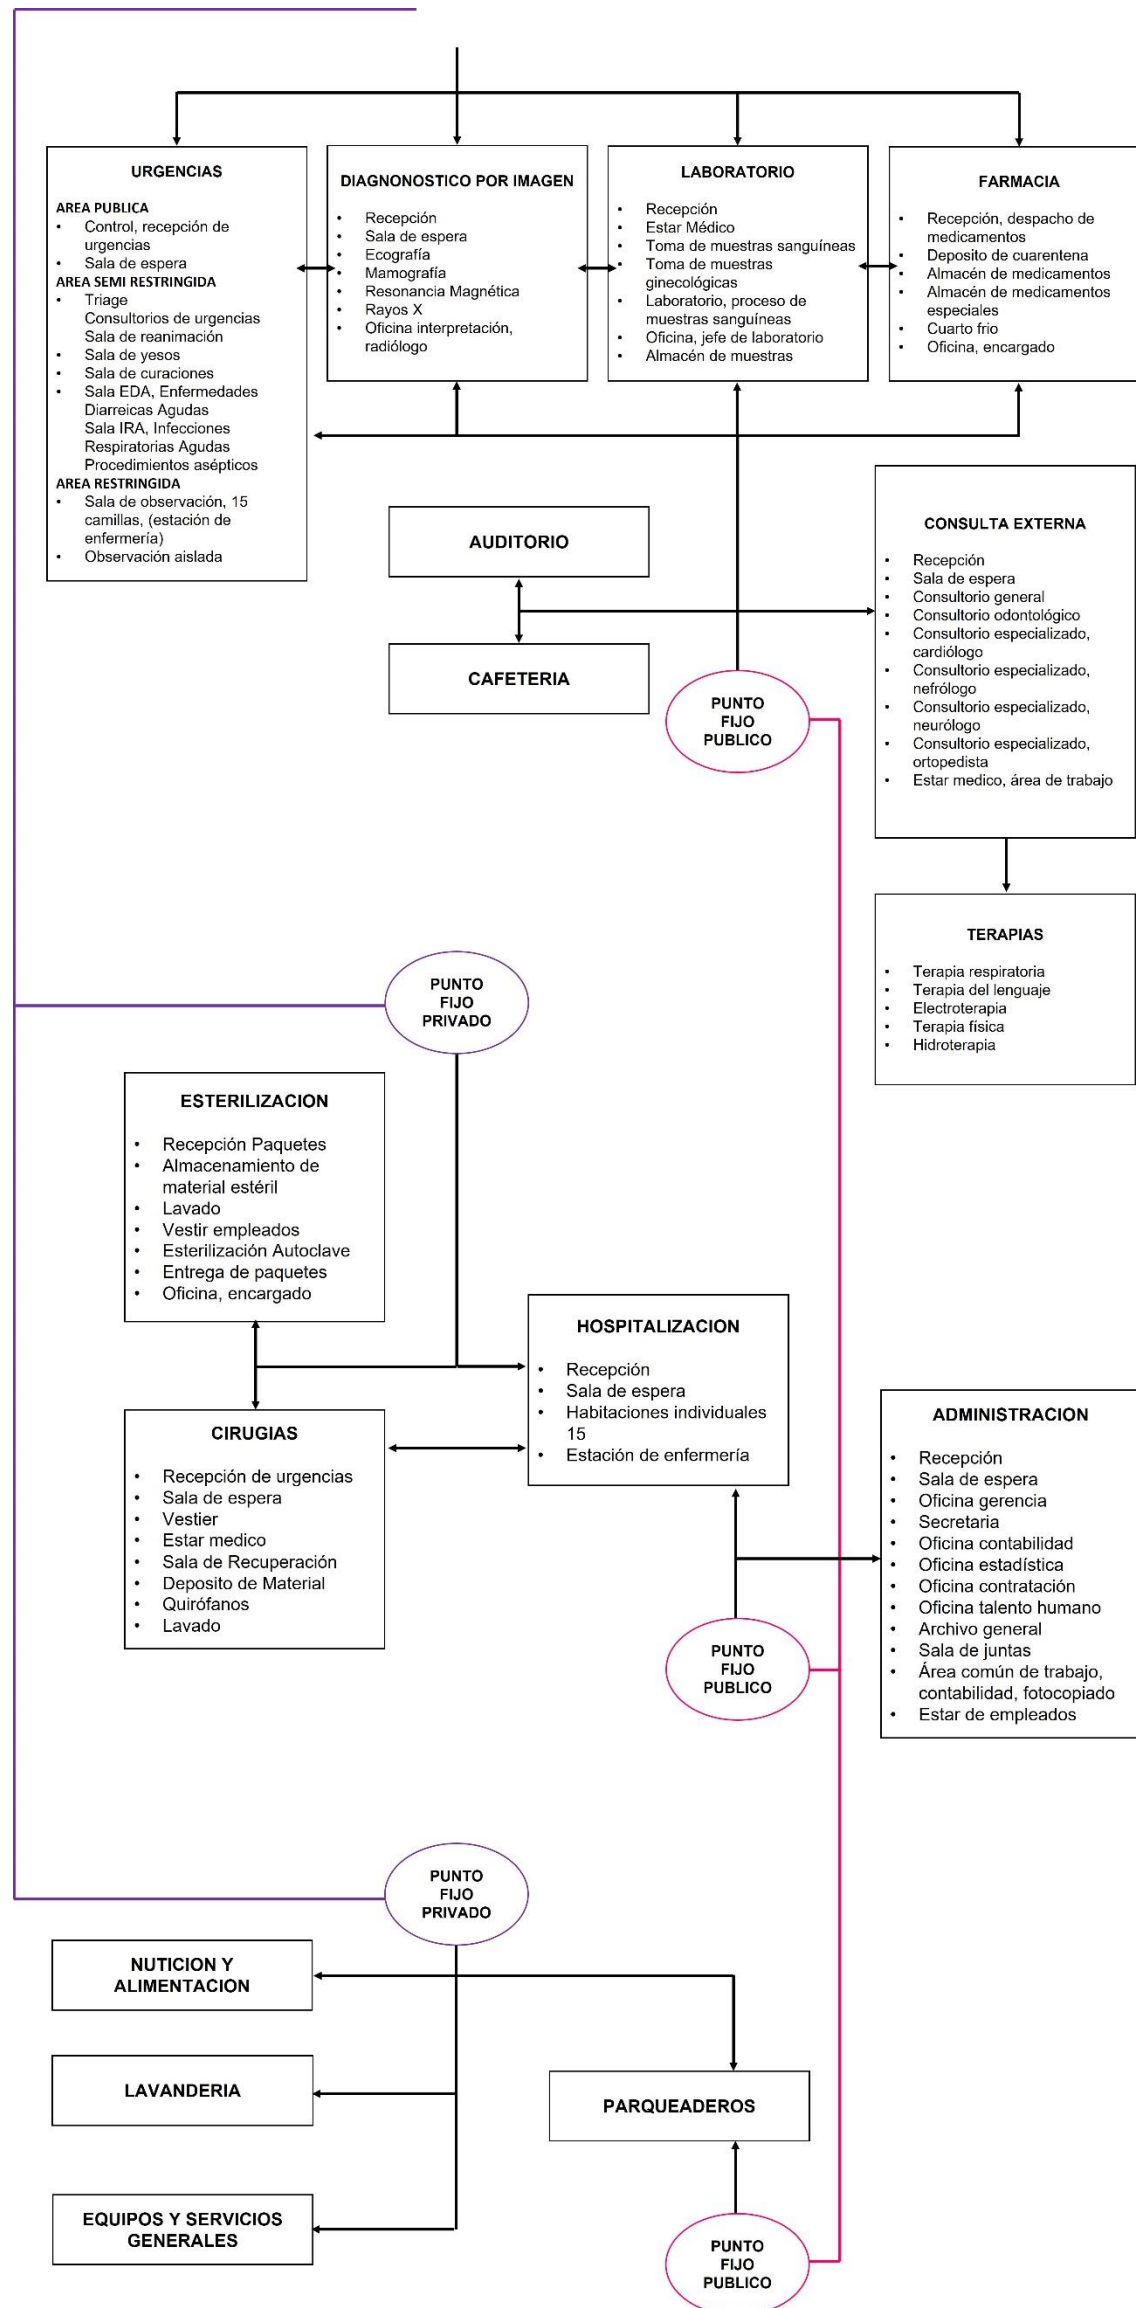 URGENCIAS
AREA PUBLICA
• Control, recepción de
urgencias
• Sala de espera
AREA SEMI RESTRINGIDA
• Triage
Consultorios de urgencias
Sala de reanimación
• Sala de yesos
• Sala de curaciones
• Sala EDA, Enfermedades
Diarreicas Agudas
Sala IRA, Infecciones
Respiratorias Agudas
Procedimientos asépticos
AREA RESTRINGIDA
• Sala de observación, 15
camillas, (estación de
enfermería)
• Observación aislada
DIAGNONOSTICO POR IMAGEN
• Recepción
• Sala de espera
• Ecografía
• Mamografía
• Resonancia Magnética
• Rayos X
• Oficina interpretación,
radiólogo
LABORATORIO
• Recepción
• Estar Médico
• Toma de muestras sanguíneas
• Toma de muestras
ginecológicas
• Laboratorio, proceso de
muestras sanguíneas
• Oficina, jefe de laboratorio
• Almacén de muestras
FARMACIA
• Recepción, despacho de
medicamentos
• Deposito de cuarentena
• Almacén de medicamentos
• Almacén de medicamentos
especiales
• Cuarto frio
• Oficina, encargado
AUDITORIO
CAFETERIA
PUNTO
FIJO
PUBLICO
CONSULTA EXTERNA
• Recepción
• Sala de espera
• Consultorio general
• Consultorio odontológico
• Consultorio especializado,
cardiólogo
• Consultorio especializado,
nefrólogo
• Consultorio especializado,
neurólogo
• Consultorio especializado,
ortopedista
• Estar medico, área de trabajo
TERAPIAS
• Terapia respiratoria
• Terapia del lenguaje
• Electroterapia
• Terapia física
• Hidroterapia
PUNTO
FIJO
PRIVADO
ESTERILIZACION
• Recepción Paquetes
• Almacenamiento de
material estéril
• Lavado
• Vestir empleados
• Esterilización Autoclave
• Entrega de paquetes
• Oficina, encargado
HOSPITALIZACION
• Recepción
• Sala de espera
• Habitaciones individuales
15
• Estación de enfermería
CIRUGIAS
• Recepción de urgencias
• Sala de espera
• Vestier
• Estar medico
• Sala de Recuperación
• Deposito de Material
• Quirófanos
• Lavado
ADMINISTRACION
• Recepción
• Sala de espera
• Oficina gerencia
• Secretaria
• Oficina contabilidad
• Oficina estadística
• Oficina contratación
• Oficina talento humano
• Archivo general
• Sala de juntas
• Área común de trabajo,
contabilidad, fotocopiado
• Estar de empleados
PUNTO
FIJO
PUBLICO
PUNTO
FIJO
PRIVADO
NUTICION Y
ALIMENTACION
LAVANDERIA
PARQUEADEROS
EQUIPOS Y SERVICIOS
GENERALES
PUNTO
FIJO
PUBLICO